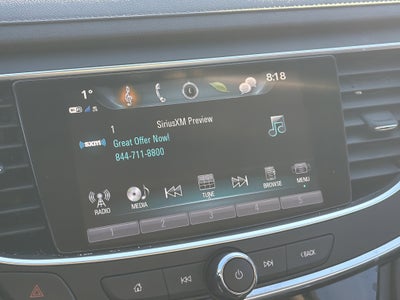 1° 8:18
1 SiriusXM Preview
((SXM)) Great Offer Now!
844-711-8800
RADIO MEDIA TUNE BROWSE MENU
1 2 3 4 5
BACK